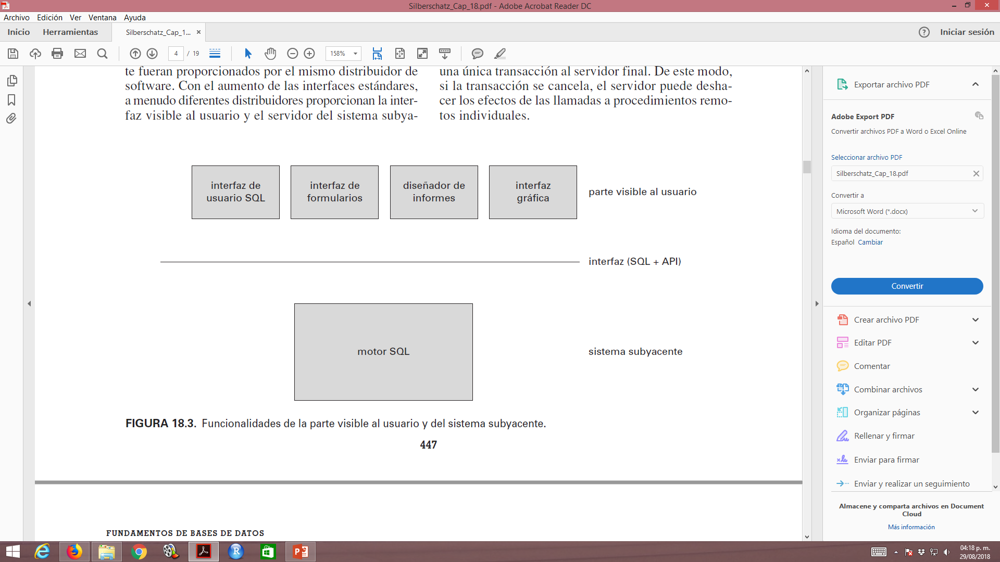 Silberschatz_Cap_18.pdf - Adobe Acrobat Reader DC
Archivo Edición Ver Ventana Ayuda
Inicio Herramientas Silberschatz_Cap_1... Iniciar sesión
4 / 19 158%
te fueran proporcionados por el mismo distribuidor de
software. Con el aumento de las interfaces estándares,
a menudo diferentes distribuidores proporcionan la inter-
faz visible al usuario y el servidor del sistema subya-
una única transacción al servidor final. De este modo,
si la transacción se cancela, el servidor puede desha-
cer los efectos de las llamadas a procedimientos remo-
tos individuales.
interfaz de
usuario SQL
interfaz de
formularios
diseñador de
informes
interfaz
gráfica
parte visible al usuario
interfaz (SQL + API)
motor SQL
sistema subyacente
FIGURA 18.3. Funcionalidades de la parte visible al usuario y del sistema subyacente.
447
FUNDAMENTOS DE BASES DE DATOS
Exportar archivo PDF
Adobe Export PDF
Convertir archivos PDF a Word o Excel Online
Seleccionar archivo PDF
Silberschatz_Cap_18.pdf
Convertir a
Microsoft Word (*.docx)
Idioma del documento:
Español Cambiar
Convertir
Crear archivo PDF
Editar PDF
Comentar
Combinar archivos
Organizar páginas
Rellenar y firmar
Enviar para firmar
Enviar y realizar un seguimiento
Almacene y comparta archivos en Document
Cloud
Más información
04:18 p. m.
29/08/2018